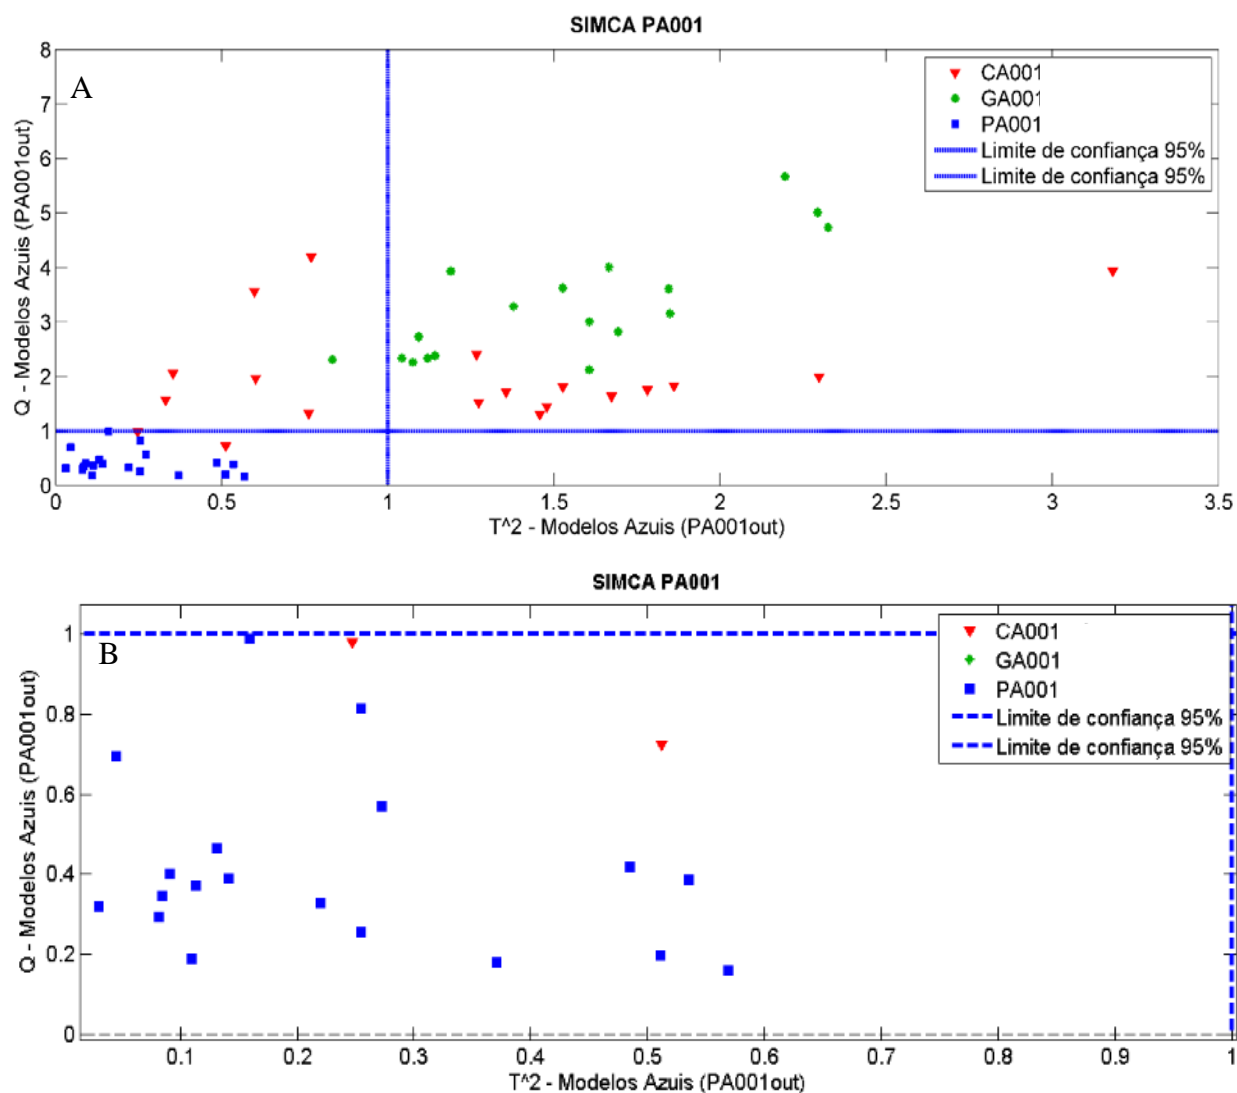 SIMCA PA001
A
8
7
6
5
4
3
2
1
0
Q - Modelos Azuis (PA001out)
CA001
GA001
PA001
Limite de confiança 95%
Limite de confiança 95%
0 0.5 1 1.5 2 2.5 3 3.5
T^2 - Modelos Azuis (PA001out)
SIMCA PA001
B
1
0.8
0.6
0.4
0.2
0
Q - Modelos Azuis (PA001out)
CA001
GA001
PA001
Limite de confiança 95%
Limite de confiança 95%
0.1 0.2 0.3 0.4 0.5 0.6 0.7 0.8 0.9 1
T^2 - Modelos Azuis (PA001out)